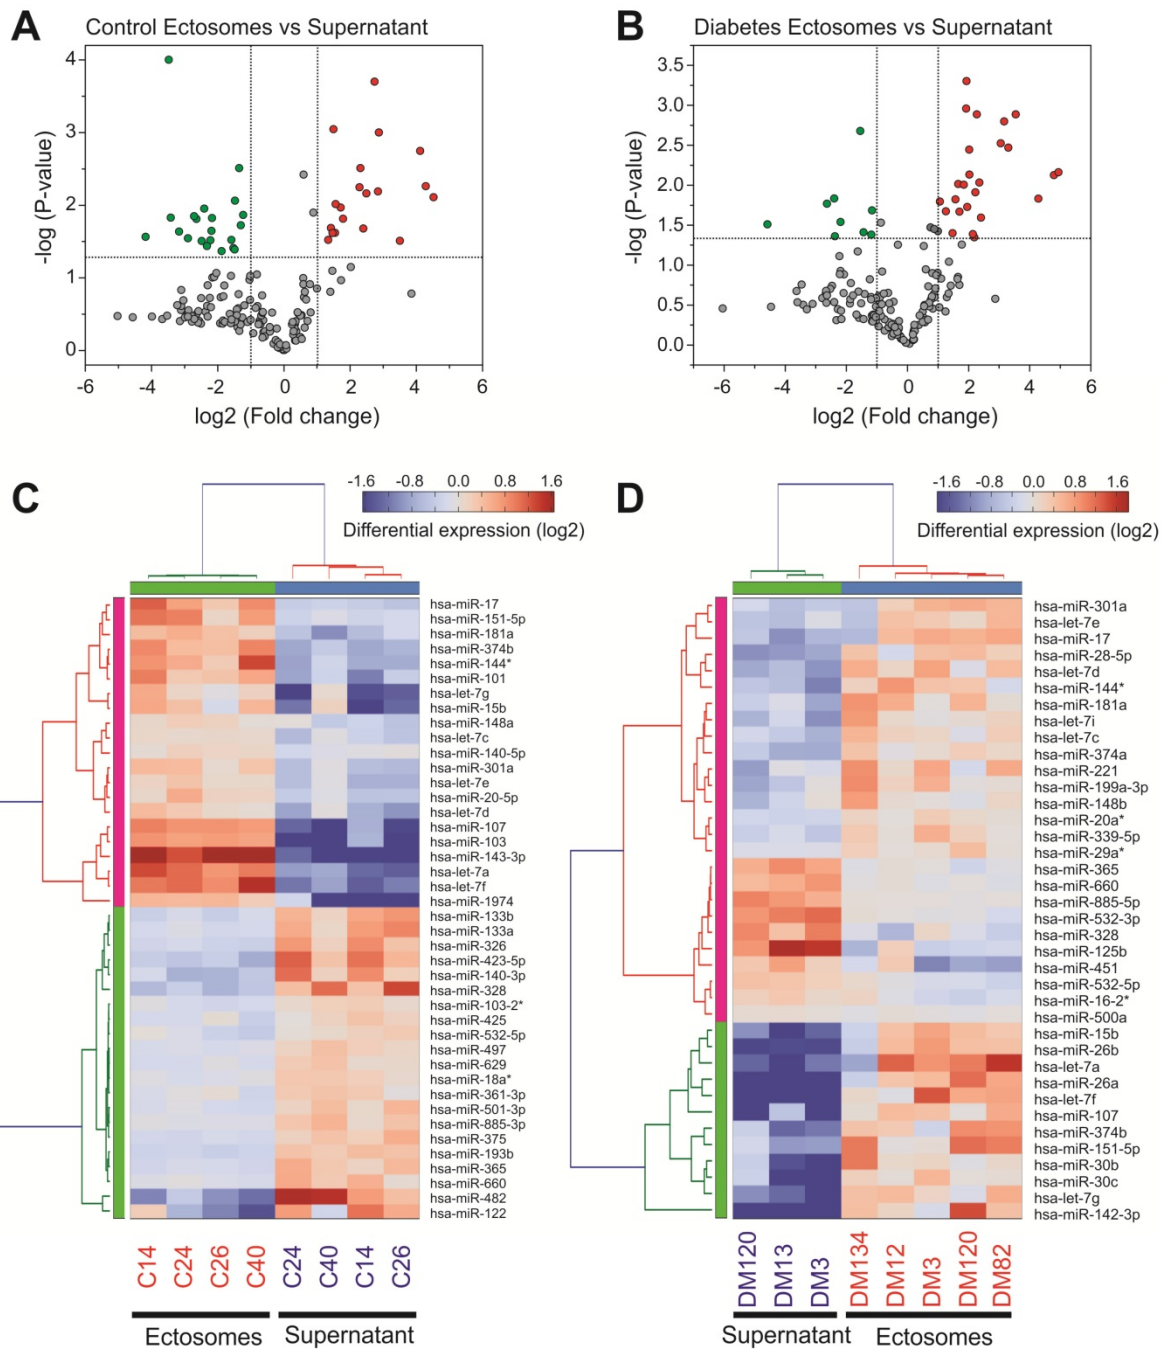 A
Control Ectosomes vs Supernatant
4
3
2
1
0
-log (P-value)
-6 -4 -2 0 2 4 6
log2 (Fold change)
B
Diabetes Ectosomes vs Supernatant
3.5
3.0
2.5
2.0
1.5
1.0
0.5
0.0
-log (P-value)
-6 -4 -2 0 2 4 6
log2 (Fold change)
C
-1.6 -0.8 0.0 0.8 1.6
Differential expression (log2)
hsa-miR-17
hsa-miR-151-5p
hsa-miR-181a
hsa-miR-374b
hsa-miR-144*
hsa-miR-101
hsa-let-7g
hsa-miR-15b
hsa-miR-148a
hsa-let-7c
hsa-miR-140-5p
hsa-miR-301a
hsa-let-7e
hsa-miR-20-5p
hsa-let-7d
hsa-miR-107
hsa-miR-103
hsa-miR-143-3p
hsa-let-7a
hsa-let-7f
hsa-miR-1974
hsa-miR-133b
hsa-miR-133a
hsa-miR-326
hsa-miR-423-5p
hsa-miR-140-3p
hsa-miR-328
hsa-miR-103-2*
hsa-miR-425
hsa-miR-532-5p
hsa-miR-497
hsa-miR-629
hsa-miR-18a*
hsa-miR-361-3p
hsa-miR-501-3p
hsa-miR-885-3p
hsa-miR-375
hsa-miR-193b
hsa-miR-365
hsa-miR-660
hsa-miR-482
hsa-miR-122
C14 C24 C26 C40 C24 C40 C14 C26
Ectosomes Supernatant
D
-1.6 -0.8 0.0 0.8 1.6
Differential expression (log2)
hsa-miR-301a
hsa-let-7e
hsa-miR-17
hsa-miR-28-5p
hsa-let-7d
hsa-miR-144*
hsa-miR-181a
hsa-let-7i
hsa-let-7c
hsa-miR-374a
hsa-miR-221
hsa-miR-199a-3p
hsa-miR-148b
hsa-miR-20a*
hsa-miR-339-5p
hsa-miR-29a*
hsa-miR-365
hsa-miR-660
hsa-miR-885-5p
hsa-miR-532-3p
hsa-miR-328
hsa-miR-125b
hsa-miR-451
hsa-miR-532-5p
hsa-miR-16-2*
hsa-miR-500a
hsa-miR-15b
hsa-miR-26b
hsa-let-7a
hsa-miR-26a
hsa-let-7f
hsa-miR-107
hsa-miR-374b
hsa-miR-151-5p
hsa-miR-30b
hsa-miR-30c
hsa-let-7g
hsa-miR-142-3p
DM120 DM13 DM3 DM134 DM12 DM3 DM120 DM82
Supernatant Ectosomes